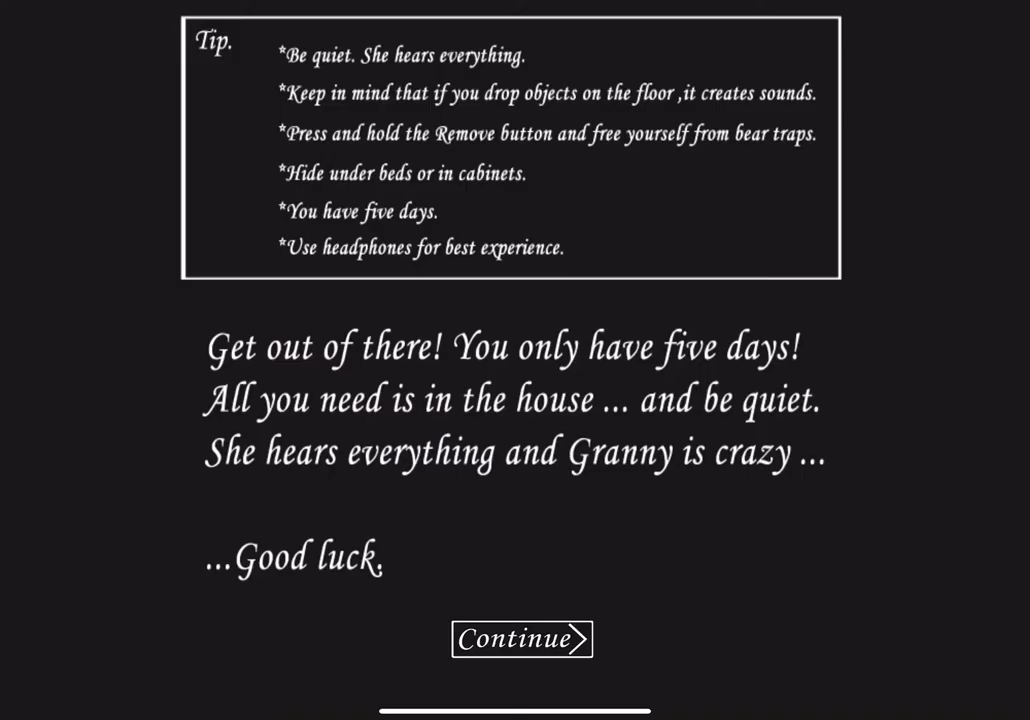 Tip.
*Be quiet. She hears everything.
*Keep in mind that if you drop objects on the floor ,it creates sounds.
*Press and hold the Remove button and free yourself from bear traps.
*Hide under beds or in cabinets.
*You have five days.
*Use headphones for best experience.
Get out of there! You only have five days!
All you need is in the house ... and be quiet.
She hears everything and Granny is crazy ...
...Good luck.
Continue